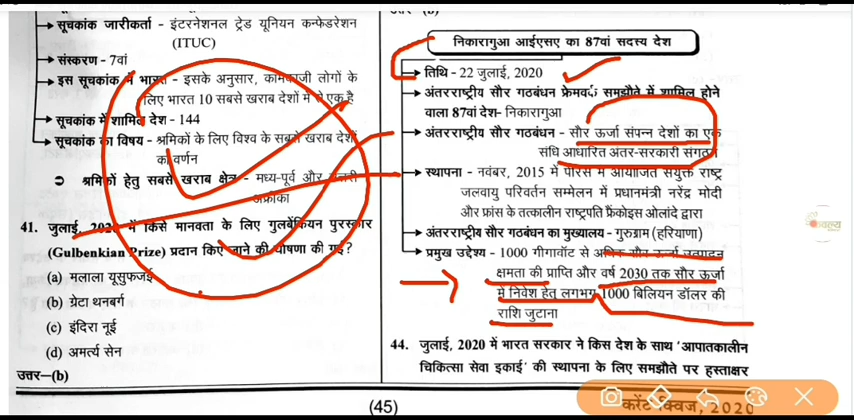 सूचकांक जारीकर्ता - इंटरनेशनल ट्रेड यूनियन कन्फेडरेशन
(ITUC)
संस्करण - 7वां
इस सूचकांक में भारत - इसके अनुसार, कामकाजी लोगों के
लिए भारत 10 सबसे खराब देशों में से एक है
सूचकांक में शामिल देश - 144
सूचकांक का विषय - श्रमिकों के लिए विश्व के सबसे खराब देशों
का वर्णन
श्रमिकों हेतु सबसे खराब क्षेत्र - मध्य-पूर्व और उत्तरी
अफ्रीका
41. जुलाई, 2020 में किसे मानवता के लिए गुलबेंकियन पुरस्कार
(Gulbenkian Prize) प्रदान किए जाने की घोषणा की गई?
(a) मलाला यूसुफजई
(b) ग्रेटा थनबर्ग
(c) इंदिरा नूई
(d) अमर्त्य सेन
उत्तर–(b)
उत्तर–(b)
निकारागुआ आईएसए का 87वां सदस्य देश
तिथि - 22 जुलाई, 2020
अंतरराष्ट्रीय सौर गठबंधन फ्रेमवर्क समझौते में शामिल होने
वाला 87वां देश- निकारागुआ
अंतरराष्ट्रीय सौर गठबंधन - सौर ऊर्जा संपन्न देशों का एक
संधि आधारित अंतर-सरकारी संगठन
स्थापना - नवंबर, 2015 में पेरिस में आयोजित संयुक्त राष्ट्र
जलवायु परिवर्तन सम्मेलन में प्रधानमंत्री नरेंद्र मोदी
और फ्रांस के तत्कालीन राष्ट्रपति फ्रैंकोइस ओलांदे द्वारा
अंतरराष्ट्रीय सौर गठबंधन का मुख्यालय - गुरुग्राम (हरियाणा)
प्रमुख उद्देश्य - 1000 गीगावॉट से अधिक सौर ऊर्जा उत्पादन
क्षमता की प्राप्ति और वर्ष 2030 तक सौर ऊर्जा
में निवेश हेतु लगभग 1000 बिलियन डॉलर की
राशि जुटाना
44. जुलाई, 2020 में भारत सरकार ने किस देश के साथ 'आपातकालीन
चिकित्सा सेवा इकाई' की स्थापना के लिए समझौते पर हस्ताक्षर
(45)
करेंट क्विज, 2020